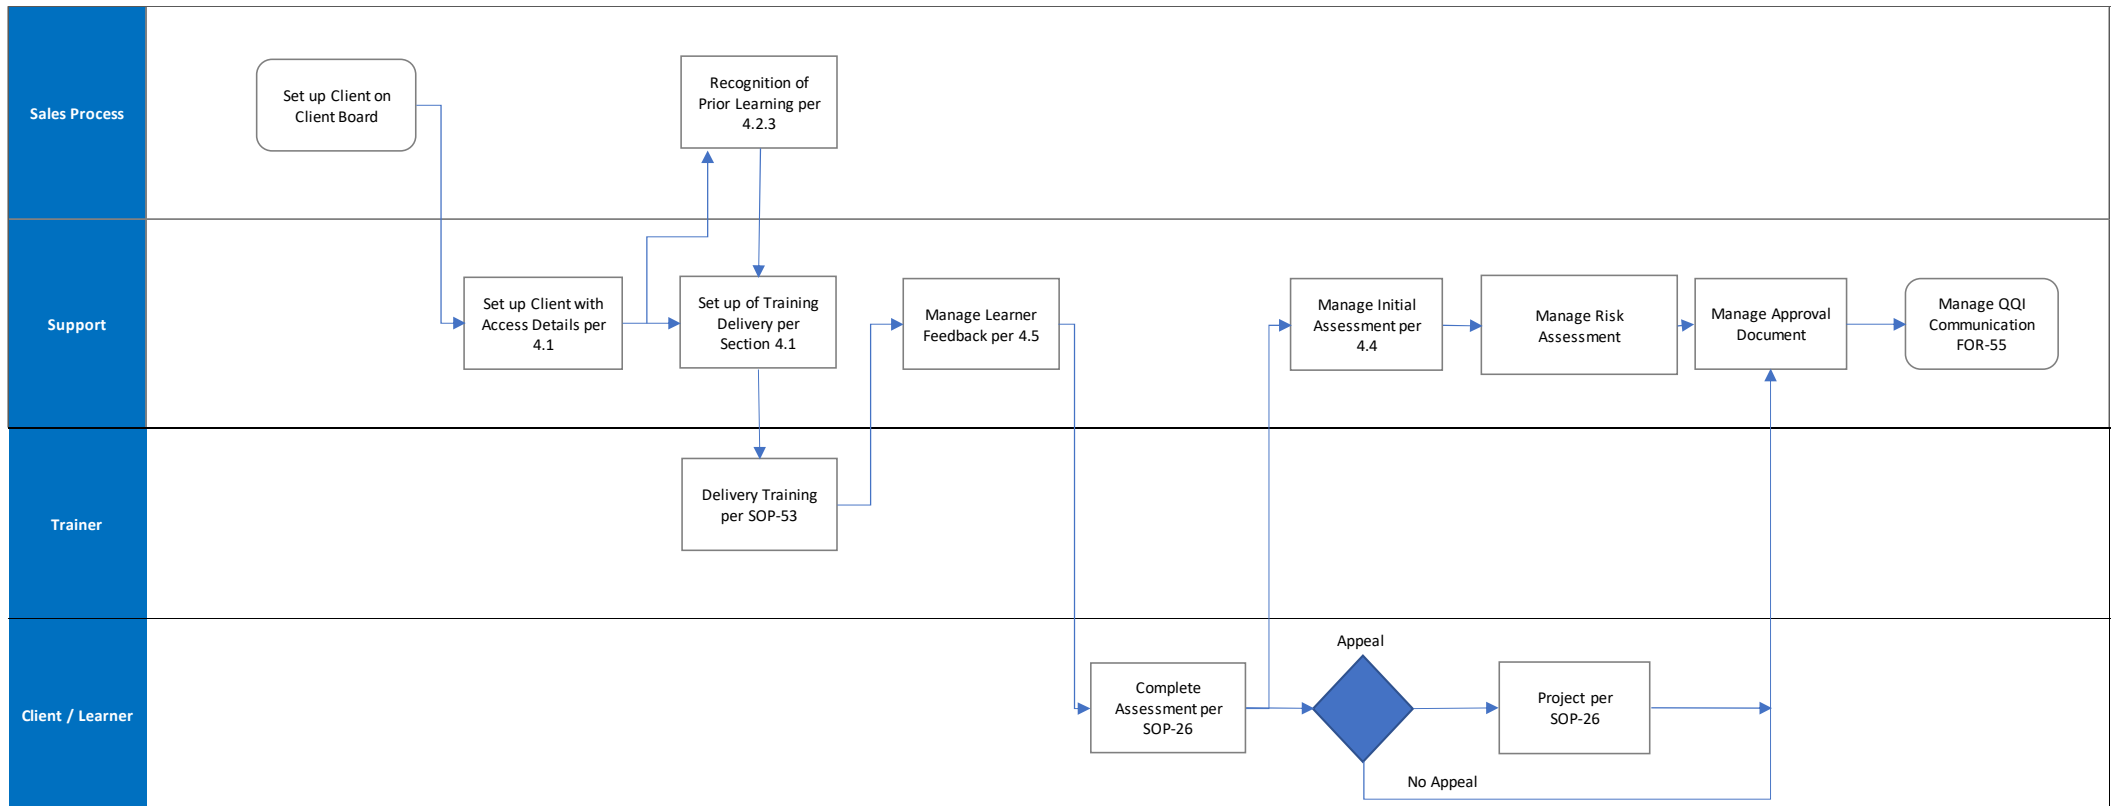 Sales Process
Set up Client on
Client Board
Recognition of
Prior Learning per
4.2.3
Support
Set up Client with
Access Details per
4.1
Set up of Training
Delivery per
Section 4.1
Manage Learner
Feedback per 4.5
Manage Initial
Assessment per
4.4
Manage Risk
Assessment
Manage Approval
Document
Manage QQI
Communication
FOR-55
Trainer
Delivery Training
per SOP-53
Client / Learner
Complete
Assessment per
SOP-26
Appeal
No Appeal
Project per
SOP-26